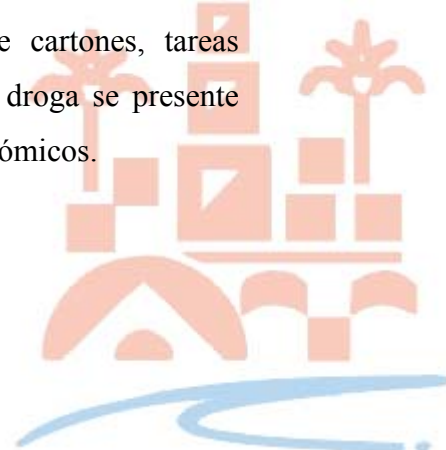 e cartones, tareas
droga se presente
ómicos.